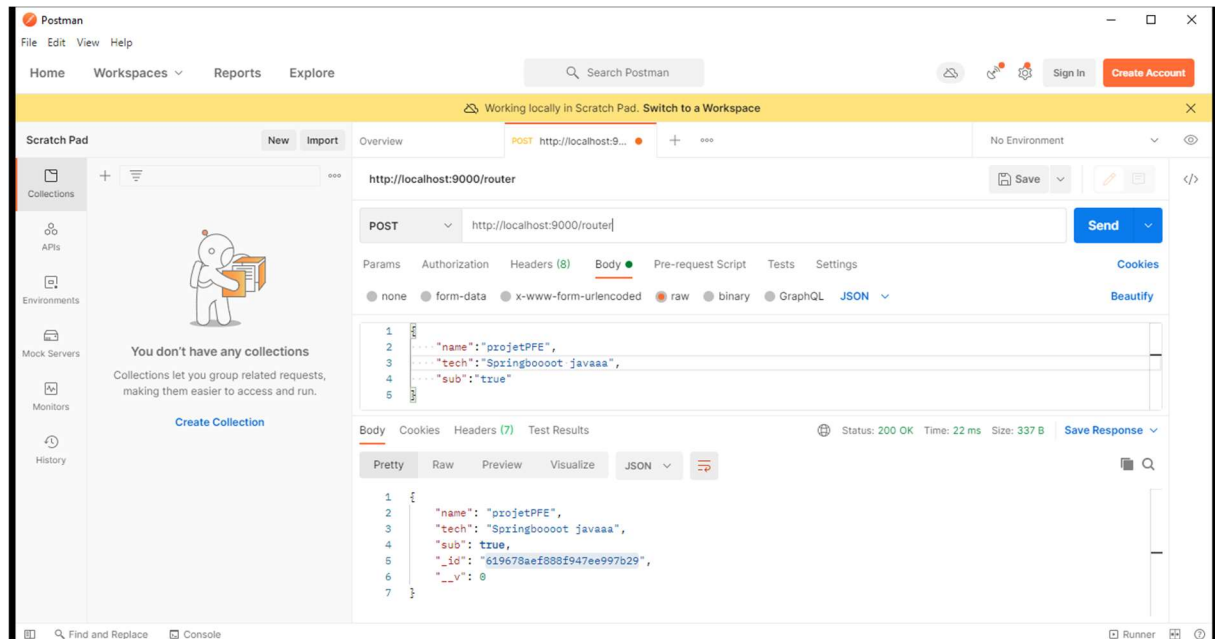 Postman
File Edit View Help
Home Workspaces Reports Explore Search Postman Sign In Create Account
Working locally in Scratch Pad. Switch to a Workspace
Scratch Pad New Import Overview POST http://localhost:9... No Environment
Collections
APIs
Environments
Mock Servers
Monitors
History
You don't have any collections
Collections let you group related requests,
making them easier to access and run.
Create Collection
http://localhost:9000/router Save
POST http://localhost:9000/router Send
Params Authorization Headers (8) Body Pre-request Script Tests Settings Cookies
none form-data x-www-form-urlencoded raw binary GraphQL JSON Beautify
1 {
2 "name":"projetPFE",
3 "tech":"Springboooot javaaa",
4 "sub":"true"
5 }
Body Cookies Headers (7) Test Results Status: 200 OK Time: 22 ms Size: 337 B Save Response
Pretty Raw Preview Visualize JSON
1 {
2 "name": "projetPFE",
3 "tech": "Springboooot javaaa",
4 "sub": true,
5 "_id": "619678aef888f947ee997b29",
6 "__v": 0
7 }
Find and Replace Console Runner